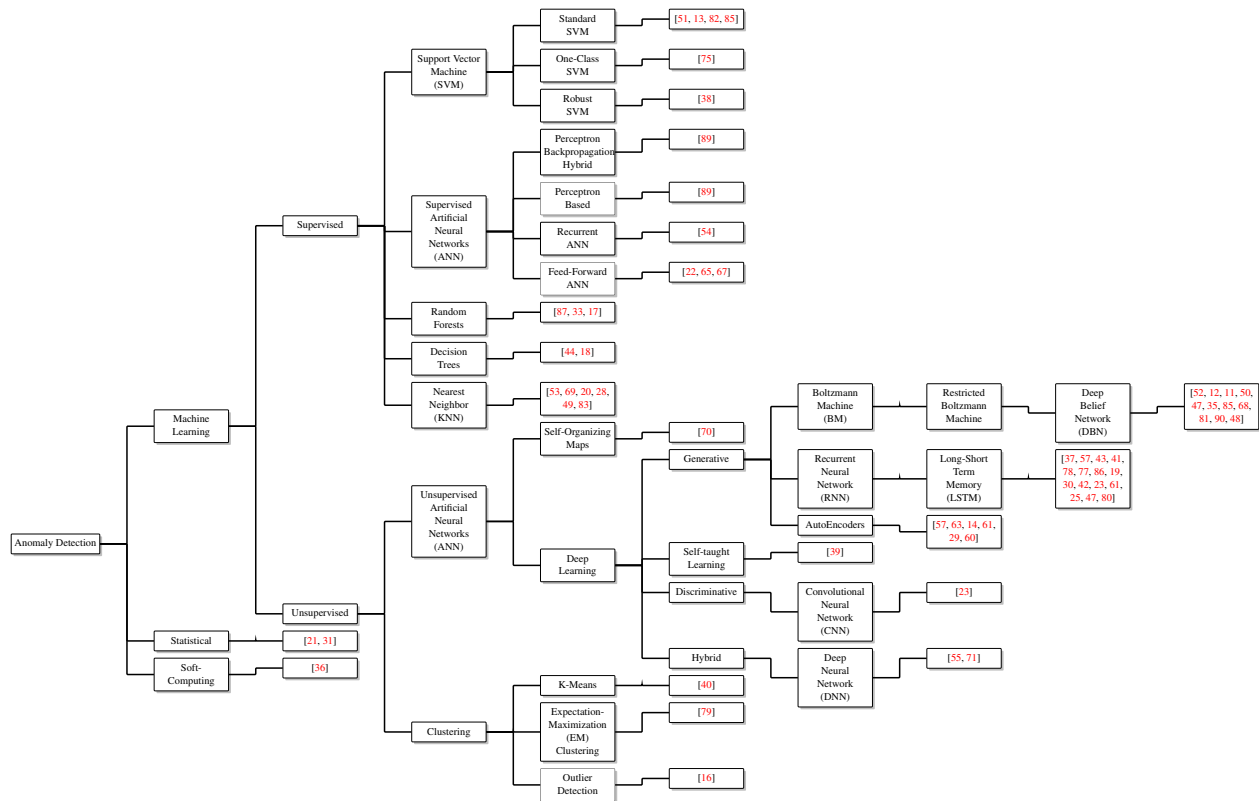 Anomaly Detection
Machine
Learning
Supervised
Support Vector
Machine
(SVM)
Standard
SVM
[51, 13, 82, 85]
One-Class
SVM
[75]
Robust
SVM
[38]
Supervised
Artificial
Neural
Networks
(ANN)
Perceptron
Backpropagation
Hybrid
[89]
Perceptron
Based
[89]
Recurrent
ANN
[54]
Feed-Forward
ANN
[22, 65, 67]
Random
Forests
[87, 33, 17]
Decision
Trees
[44, 18]
Nearest
Neighbor
(KNN)
[53, 69, 20, 28,
49, 83]
Unsupervised
Unsupervised
Artificial
Neural
Networks
(ANN)
Self-Organizing
Maps
[70]
Deep
Learning
Generative
Boltzmann
Machine
(BM)
Restricted
Boltzmann
Machine
Deep
Belief
Network
(DBN)
[52, 12, 11, 50,
47, 35, 85, 68,
81, 90, 48]
Recurrent
Neural
Network
(RNN)
Long-Short
Term
Memory
(LSTM)
[37, 57, 43, 41,
78, 77, 86, 19,
30, 42, 23, 61,
25, 47, 80]
AutoEncoders
[57, 63, 14, 61,
29, 60]
Self-taught
Learning
[39]
Discriminative
Convolutional
Neural
Network
(CNN)
[23]
Hybrid
Deep
Neural
Network
(DNN)
[55, 71]
Clustering
K-Means
[40]
Expectation-
Maximization
(EM)
Clustering
[79]
Outlier
Detection
[16]
Statistical
[21, 31]
Soft-
Computing
[36]